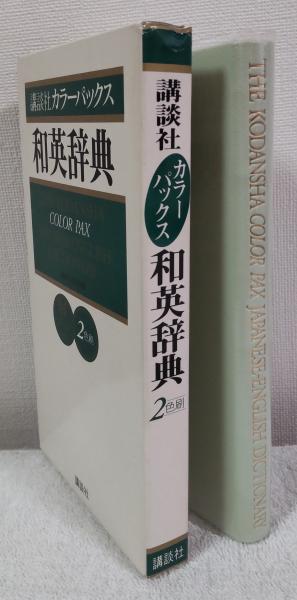 講談社カラーパックス
和英辞典
COLOR PAX
2色刷
講談社
講談社
カラー
パックス
和英辞典
2色刷
講談社
THE KODANSHA COLOR PAX JAPANESE-ENGLISH DICTIONARY